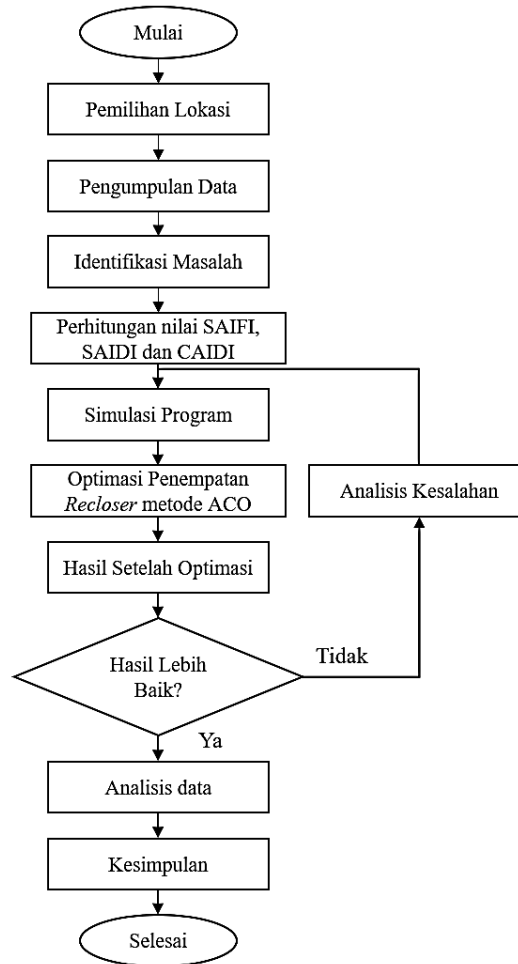 Mulai
Pemilihan Lokasi
Pengumpulan Data
Identifikasi Masalah
Perhitungan nilai SAIFI,
SAIDI dan CAIDI
Simulasi Program
Optimasi Penempatan
Recloser metode ACO
Analisis Kesalahan
Hasil Setelah Optimasi
Hasil Lebih
Baik?
Tidak
Ya
Analisis data
Kesimpulan
Selesai